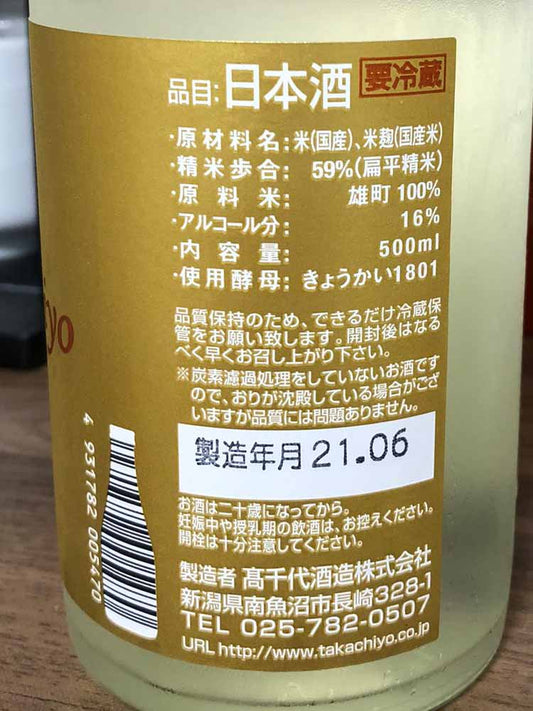 yo
品目:日本酒 要冷蔵
・原材料名:米(国産)、米麹(国産米)
・精米歩合: 59%(扁平精米)
・原料米: 雄町100%
・アルコール分: 16%
・内容量: 500ml
・使用酵母:きょうかい1801
品質保持のため、できるだけ冷蔵保
管をお願い致します。開封後はなる
べく早くお召し上がり下さい。
※炭素濾過処理をしていないお酒です
ので、おりが沈殿している場合がござ
いますが品質には問題ありません。
製造年月 21.06
お酒は二十歳になってから。
妊娠中や授乳期の飲酒は、お控えください。
開栓は十分注意してください。
製造者 髙千代酒造株式会社
新潟県南魚沼市長崎328-1
TEL 025-782-0507
URL http://www.takachiyo.co.jp
4 931782 005470